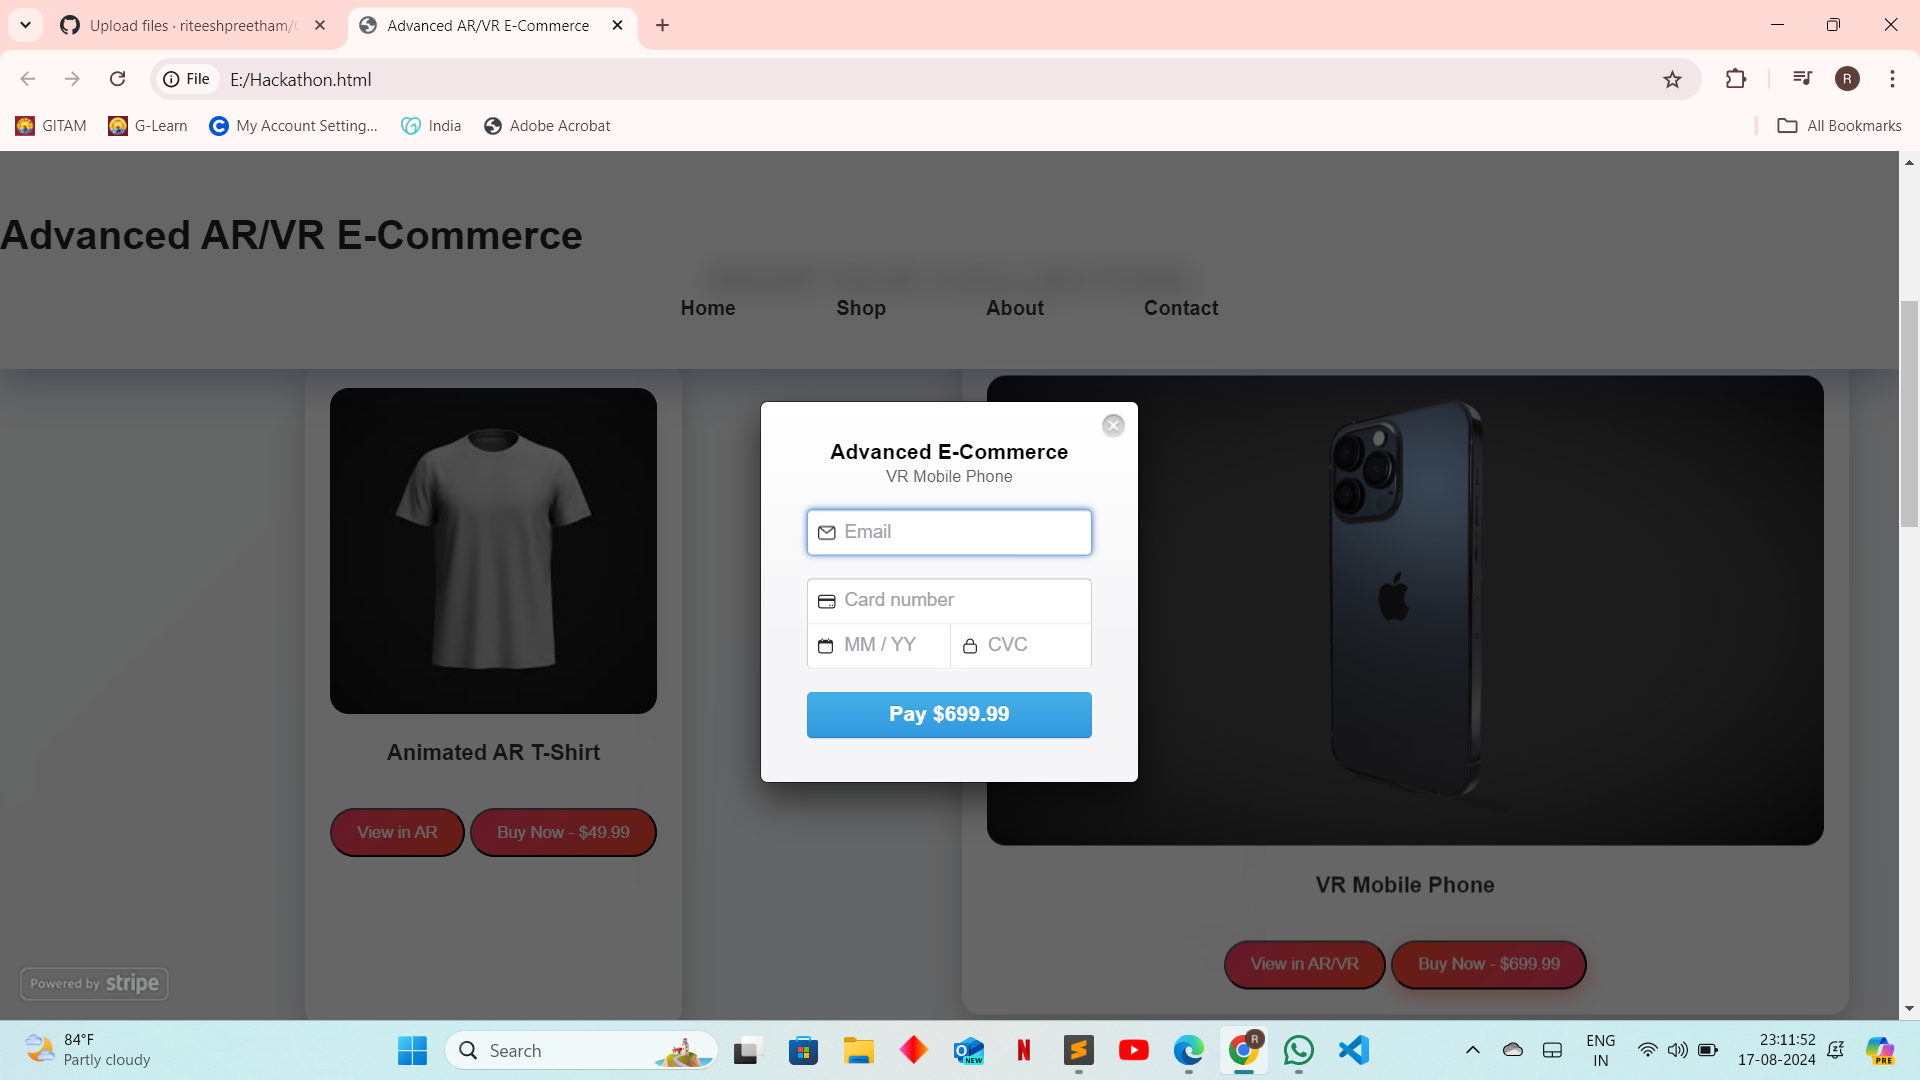 Upload files · riteeshpreetham/
Advanced AR/VR E-Commerce
File
E:/Hackathon.html
R
GITAM
G-Learn
My Account Setting...
India
Adobe Acrobat
All Bookmarks
Advanced AR/VR E-Commerce
Home
Shop
About
Contact
Advanced E-Commerce
VR Mobile Phone
Email
Card number
MM / YY
CVC
Pay $699.99
Animated AR T-Shirt
View in AR
Buy Now - $49.99
VR Mobile Phone
View in AR/VR
Buy Now - $699.99
Powered by stripe
84°F
Partly cloudy
Search
NEW
R
ENG
IN
23:11:52
17-08-2024
PRE